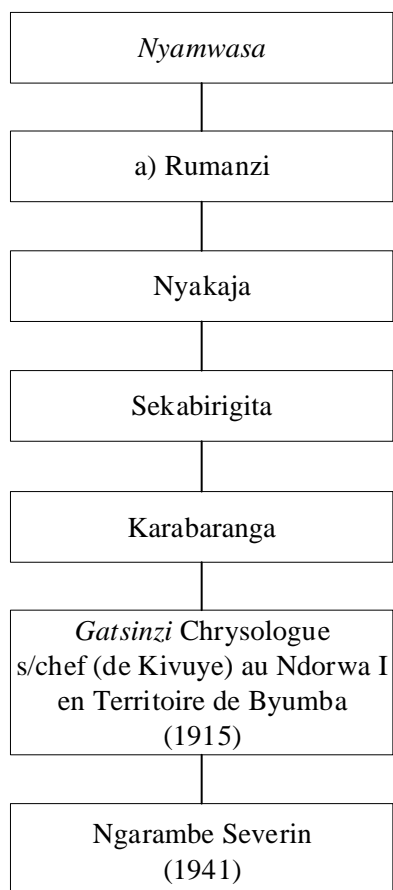 Nyamwasa
a) Rumanzi
Nyakaja
Sekabirigita
Karabaranga
Gatsinzi Chrysologue
s/chef (de Kivuye) au Ndorwa I
en Territoire de Byumba
(1915)
Ngarambe Severin
(1941)